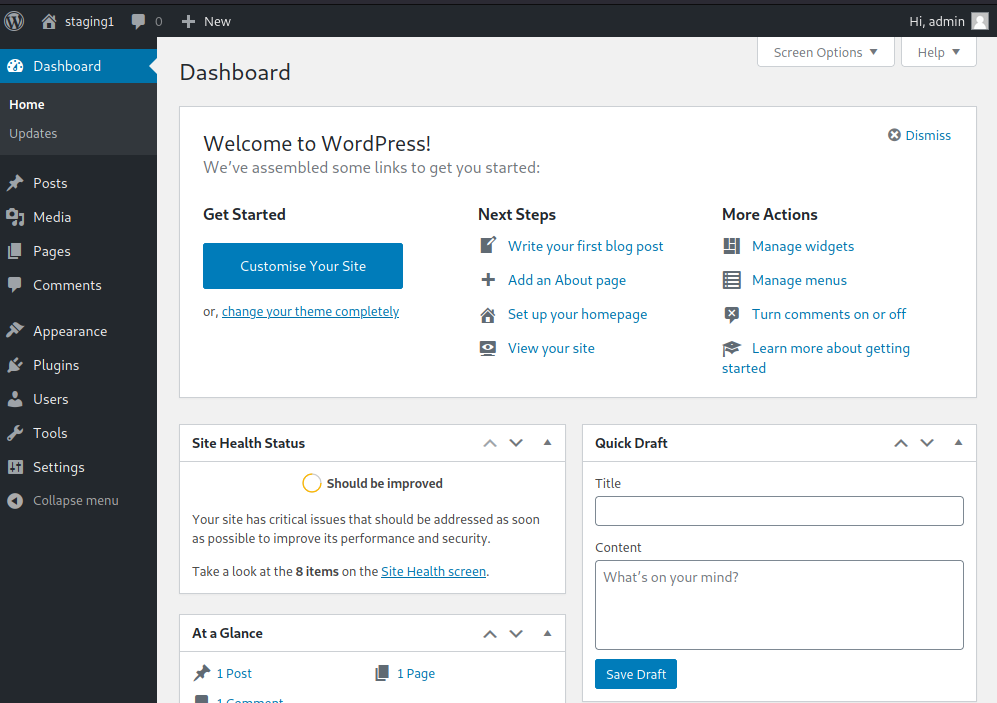 staging1
0
New
Hi, admin
Dashboard
Home
Updates
Posts
Media
Pages
Comments
Appearance
Plugins
Users
Tools
Settings
Collapse menu
Screen Options
Help
Dashboard
Welcome to WordPress!
We've assembled some links to get you started:
Dismiss
Get Started
Customise Your Site
or, change your theme completely
Next Steps
Write your first blog post
Add an About page
Set up your homepage
View your site
More Actions
Manage widgets
Manage menus
Turn comments on or off
Learn more about getting
started
Site Health Status
Should be improved
Your site has critical issues that should be addressed as soon
as possible to improve its performance and security.
Take a look at the 8 items on the Site Health screen.
At a Glance
1 Post
1 Page
1 Comment
Quick Draft
Title
Content
What's on your mind?
Save Draft